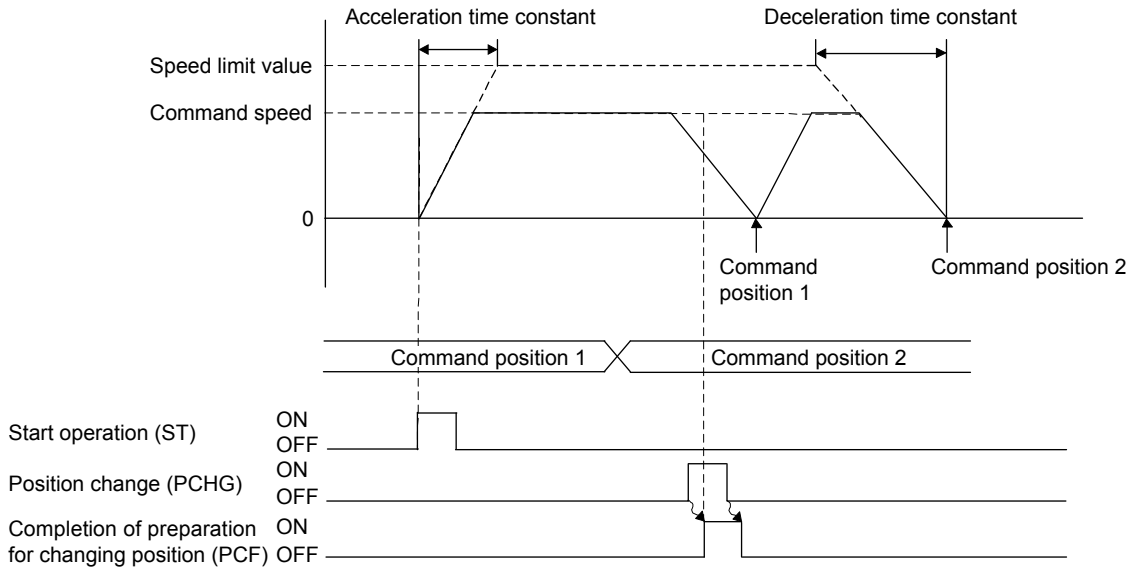 Acceleration time constant
Deceleration time constant
Speed limit value
Command speed
0
Command
position 1
Command position 2
Command position 1
Command position 2
Start operation (ST)
ON
OFF
Position change (PCHG)
ON
OFF
Completion of preparation
for changing position (PCF)
ON
OFF